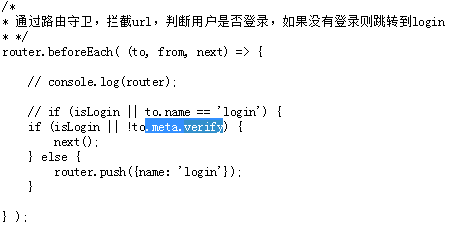 /*
* 通过路由守卫，拦截url，判断用户是否登录，如果没有登录则跳转到login
* */
router.beforeEach( (to, from, next) => {
// console.log(router);
// if (isLogin || to.name == 'login') {
if (isLogin || !to.meta.verify) {
next();
} else {
router.push({name: 'login'});
}
} );